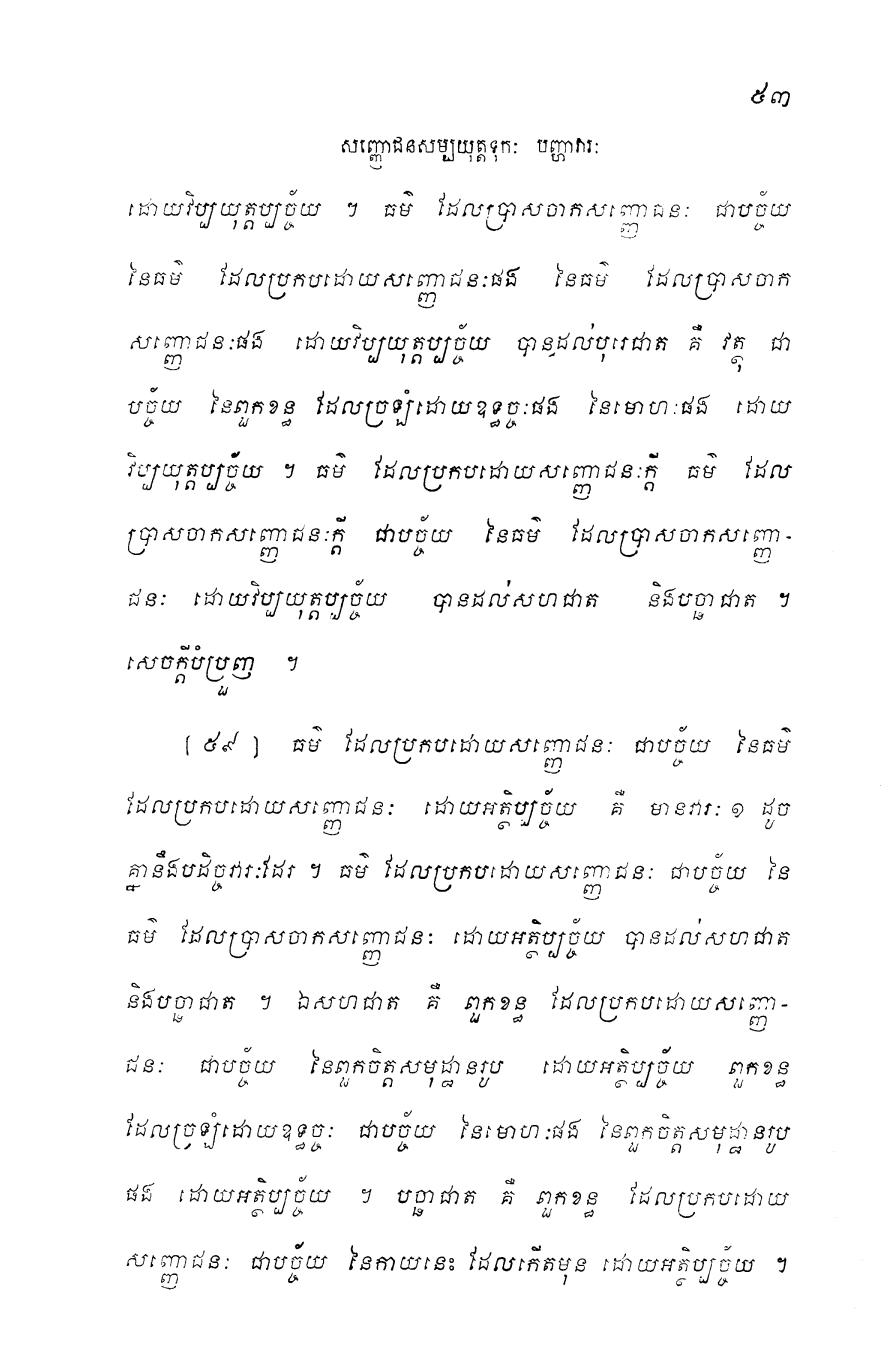 ៥៣
សញ្ញោជនសម្បយុត្តទុកៈ បញ្ហាវារៈ
ដោយវិប្បយុត្តប្បច្ច័យ ។ ធម៌ ដែលប្រាសចាកសញ្ញោជនៈ ជាបច្ច័យ
នៃធម៌ ដែលប្រកបដោយសញ្ញោជនៈផង នៃធម៌ ដែលប្រាសចាក
សញ្ញោជនៈផង ដោយវិប្បយុត្តប្បច្ច័យ បានដល់បុរេជាត គឺ វត្ថុ ជា
បច្ច័យ នៃពួកខន្ធ ដែលច្រឡំដោយឧទ្ធច្ចៈផង នៃមោហៈផង ដោយ
វិប្បយុត្តប្បច្ច័យ ។ ធម៌ ដែលប្រកបដោយសញ្ញោជនៈក្តី ធម៌ ដែល
ប្រាសចាកសញ្ញោជនៈក្តី ជាបច្ច័យ នៃធម៌ ដែលប្រាសចាកសញ្ញោ-
ជនៈ ដោយវិប្បយុត្តប្បច្ច័យ បានដល់សហជាត និងបច្ឆាជាត ។
សេចក្តីបំប្រួញ ។
[ ៥៩ ] ធម៌ ដែលប្រកបដោយសញ្ញោជនៈ ជាបច្ច័យ នៃធម៌
ដែលប្រកបដោយសញ្ញោជនៈ ដោយអត្ថិប្បច្ច័យ គឺ មានវារៈ ១ ដូច
គ្នានឹងបដិច្ចវារៈដែរ ។ ធម៌ ដែលប្រកបដោយសញ្ញោជនៈ ជាបច្ច័យ នៃ
ធម៌ ដែលប្រាសចាកសញ្ញោជនៈ ដោយអត្ថិប្បច្ច័យ បានដល់សហជាត
និងបច្ឆាជាត ។ ឯសហជាត គឺ ពួកខន្ធ ដែលប្រកបដោយសញ្ញោ-
ជនៈ ជាបច្ច័យ នៃពួកចិត្តសមុដ្ឋានរូប ដោយអត្ថិប្បច្ច័យ ពួកខន្ធ
ដែលច្រឡំដោយឧទ្ធច្ចៈ ជាបច្ច័យ នៃមោហៈផង នៃពួកចិត្តសមុដ្ឋានរូប
ផង ដោយអត្ថិប្បច្ច័យ ។ បច្ឆាជាត គឺ ពួកខន្ធ ដែលប្រកបដោយ
សញ្ញោជនៈ ជាបច្ច័យ នៃកាយនេះ ដែលកើតមុន ដោយអត្ថិប្បច្ច័យ ។